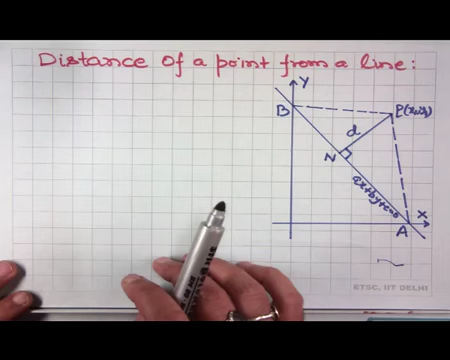 Distance of a point from a line:
Y
B
P(x₁,y₁)
d
N
ax+by+c=0
X
A
ETSC, IIT DELHI